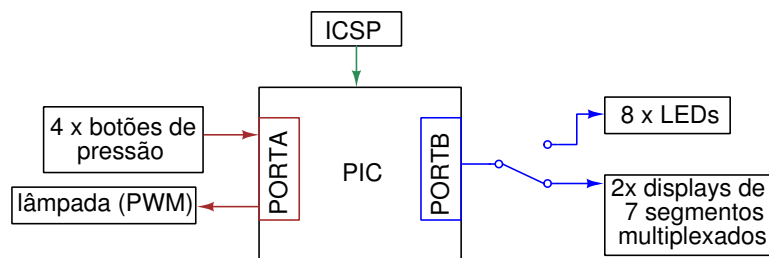 ICSP
4 x botões de
pressão
lâmpada (PWM)
PORTA
PIC
PORTB
8 x LEDs
2x displays de
7 segmentos
multiplexados